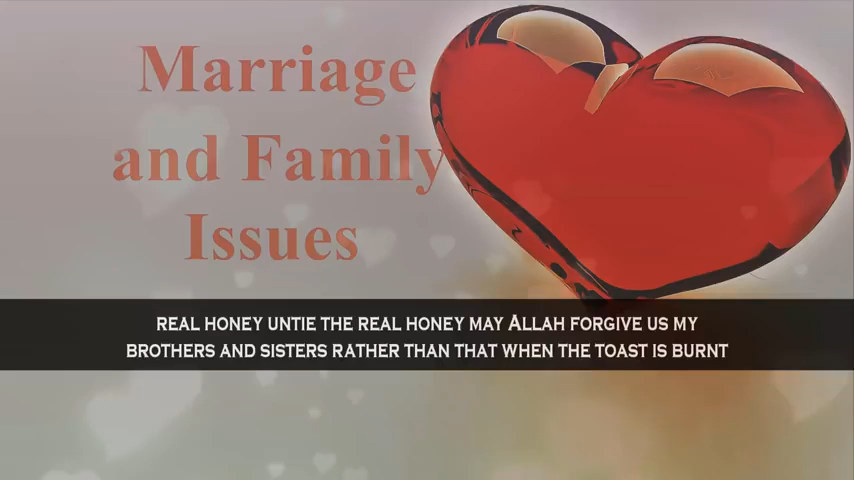 Marriage
and Family
Issues
REAL HONEY UNTIE THE REAL HONEY MAY ALLAH FORGIVE US MY
BROTHERS AND SISTERS RATHER THAN THAT WHEN THE TOAST IS BURNT